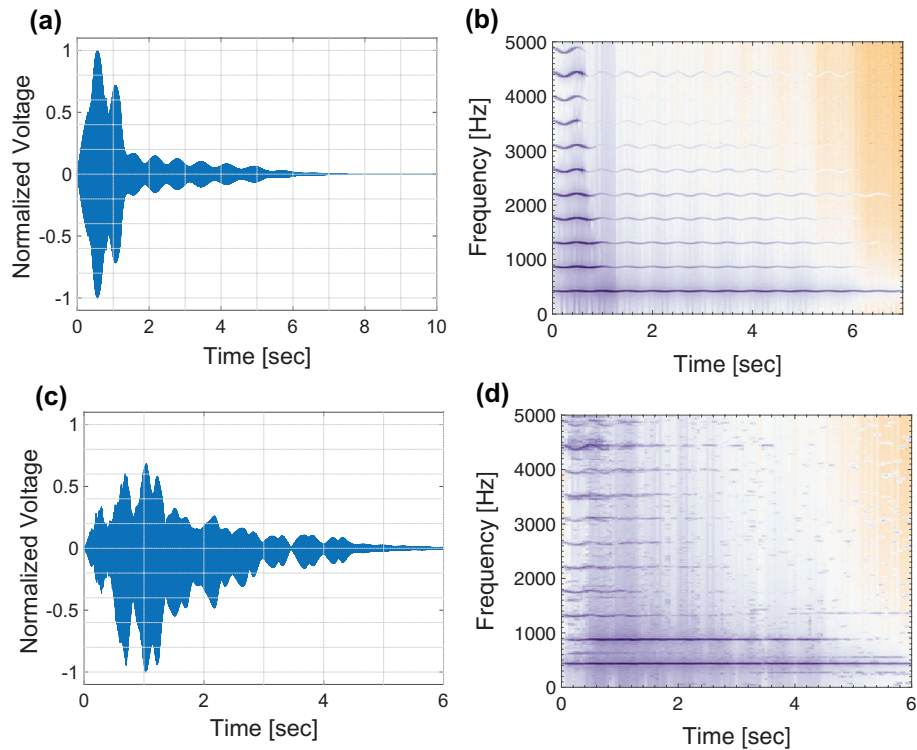 (a)
Normalized Voltage
1
0.5
0
-0.5
-1
0 2 4 6 8 10
Time [sec]
(b)
Frequency [Hz]
5000
4000
3000
2000
1000
0
0 2 4 6
Time [sec]
(c)
Normalized Voltage
1
0.5
0
-0.5
-1
0 2 4 6
Time [sec]
(d)
Frequency [Hz]
5000
4000
3000
2000
1000
0
0 2 4 6
Time [sec]